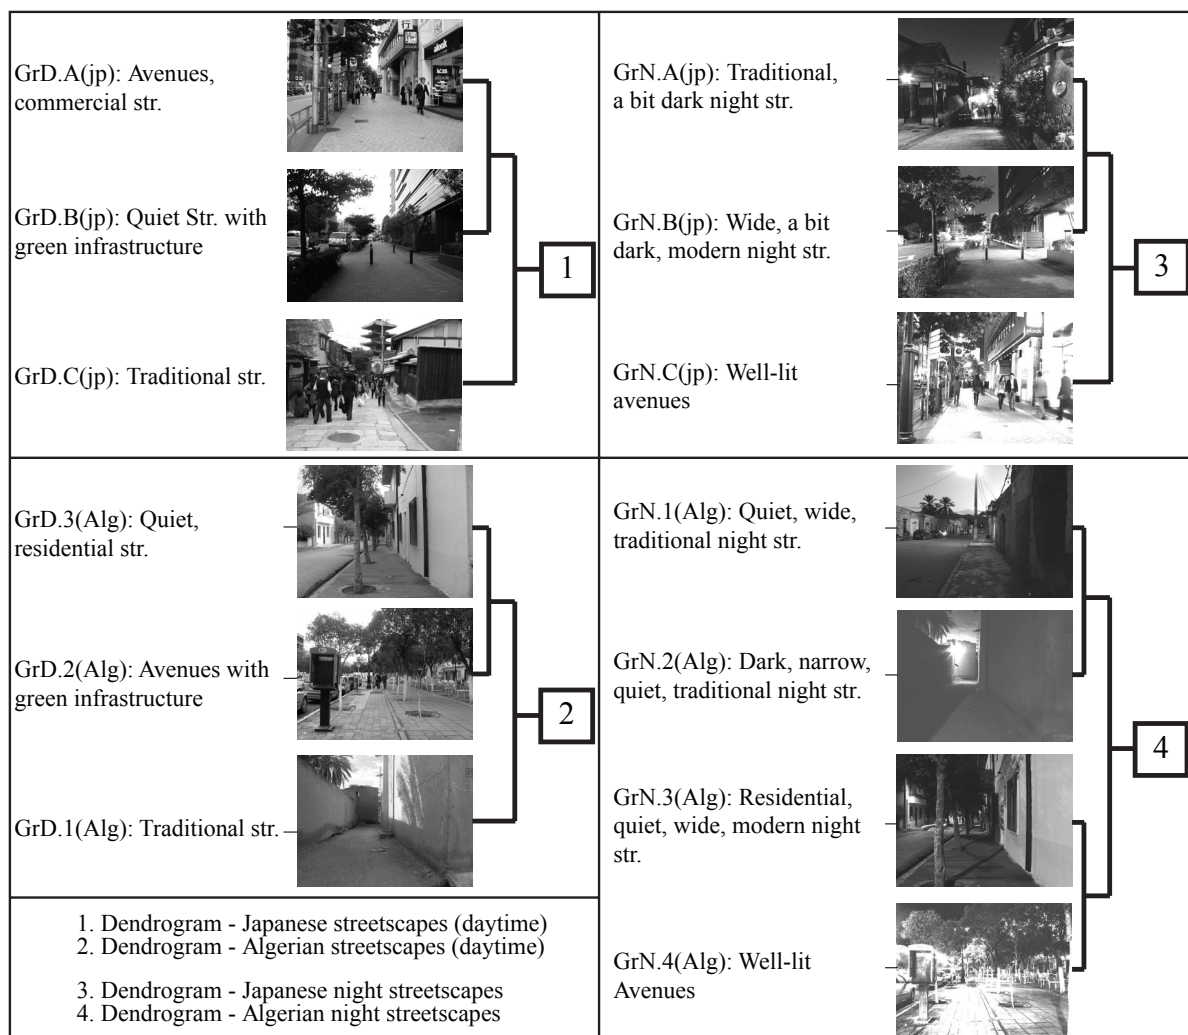 GrD.A(jp): Avenues,
commercial str.
GrD.B(jp): Quiet Str. with
green infrastructure
GrD.C(jp): Traditional str.
1
GrN.A(jp): Traditional,
a bit dark night str.
GrN.B(jp): Wide, a bit
dark, modern night str.
GrN.C(jp): Well-lit
avenues
3
GrD.3(Alg): Quiet,
residential str.
GrD.2(Alg): Avenues with
green infrastructure
GrD.1(Alg): Traditional str.
2
GrN.1(Alg): Quiet, wide,
traditional night str.
GrN.2(Alg): Dark, narrow,
quiet, traditional night str.
GrN.3(Alg): Residential,
quiet, wide, modern night
str.
GrN.4(Alg): Well-lit
Avenues
4
1. Dendrogram - Japanese streetscapes (daytime)
2. Dendrogram - Algerian streetscapes (daytime)
3. Dendrogram - Japanese night streetscapes
4. Dendrogram - Algerian night streetscapes
alook